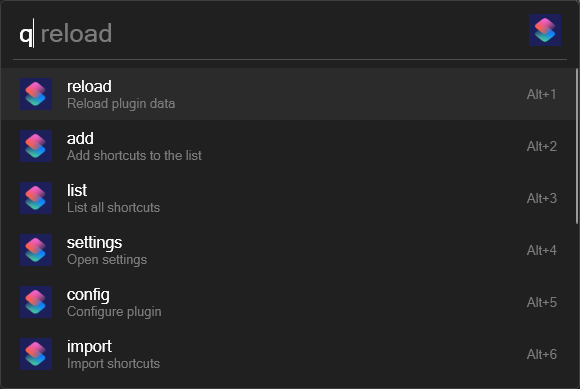 q reload
reload
Reload plugin data
Alt+1
add
Add shortcuts to the list
Alt+2
list
List all shortcuts
Alt+3
settings
Open settings
Alt+4
config
Configure plugin
Alt+5
import
Import shortcuts
Alt+6